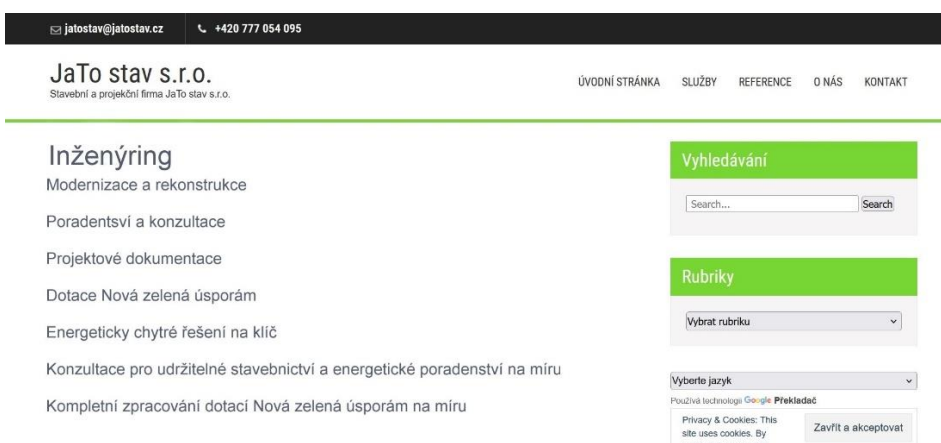 jatostav@jatostav.cz
+420 777 054 095
JaTo stav s.r.o.
Stavební a projekční firma JaTo stav s.r.o.
ÚVODNÍ STRÁNKA SLUŽBY REFERENCE O NÁS KONTAKT
Inženýring
Modernizace a rekonstrukce
Poradentsví a konzultace
Projektové dokumentace
Dotace Nová zelená úsporám
Energeticky chytré řešení na klíč
Konzultace pro udržitelné stavebnictví a energetické poradenství na míru
Kompletní zpracování dotací Nová zelená úsporám na míru
Vyhledávání
Search... Search
Rubriky
Vybrat rubriku
Vyberte jazyk
Používá technologii Google Překladač
Privacy & Cookies: This
site uses cookies. By
Zavřít a akceptovat